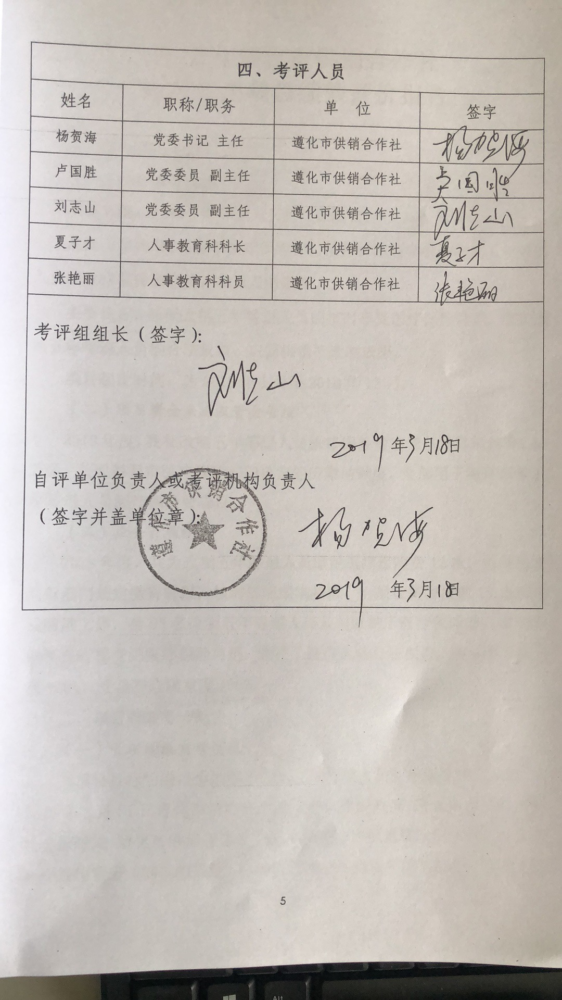 四、考评人员
姓名 职称/职务 单 位 签字
杨贺海 党委书记 主任 遵化市供销合作社 杨贺海
卢国胜 党委委员 副主任 遵化市供销合作社 国胜
刘志山 党委委员 副主任 遵化市供销合作社 刘志山
夏子才 人事教育科科长 遵化市供销合作社 夏子才
张艳丽 人事教育科科员 遵化市供销合作社 张艳丽
考评组组长（签字）：
刘志山
2019年3月18日
自评单位负责人或考评机构负责人
（签字并盖单位章）：
遵化市供销合作社
杨贺海
2019 年3月18日
5
Alt